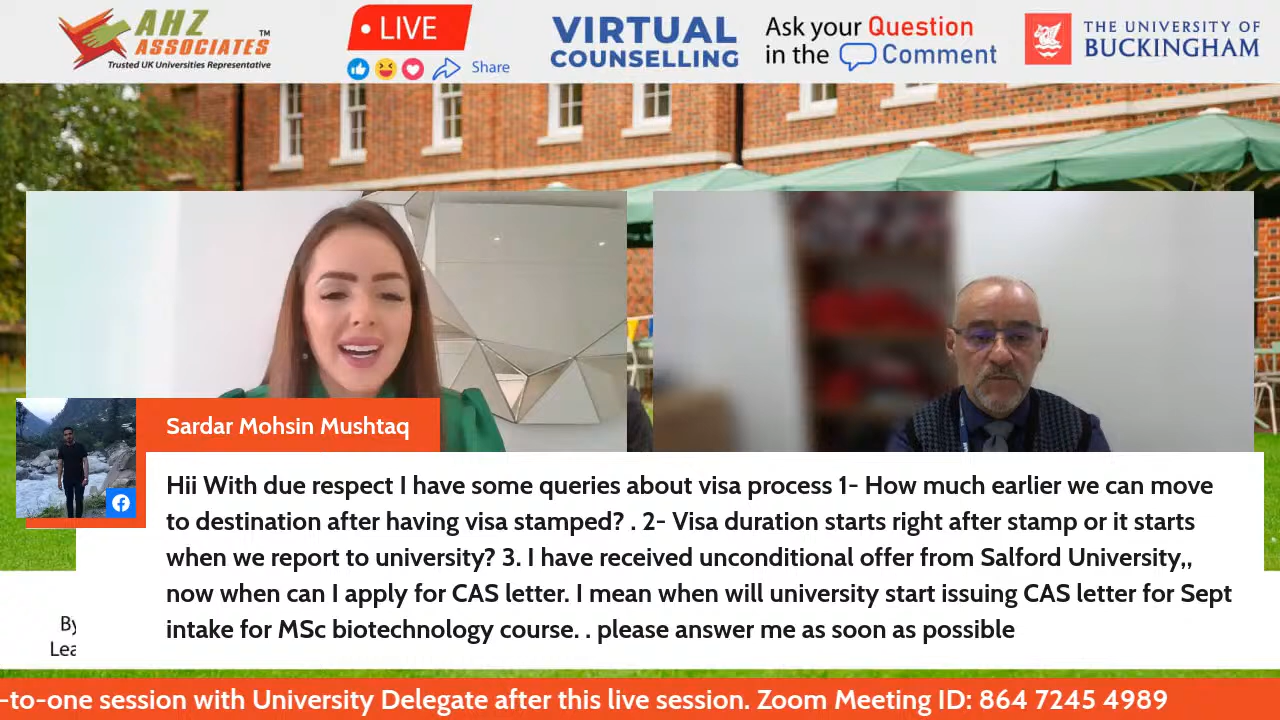 AHZ
ASSOCIATES
TM
Trusted UK Universities Representative
LIVE
Share
VIRTUAL
COUNSELLING
Ask your Question
in the Comment
THE UNIVERSITY OF
BUCKINGHAM
Sardar Mohsin Mushtaq
Hii With due respect I have some queries about visa process 1- How much earlier we can move
to destination after having visa stamped? . 2- Visa duration starts right after stamp or it starts
when we report to university? 3. I have received unconditional offer from Salford University,,
now when can I apply for CAS letter. I mean when will university start issuing CAS letter for Sept
intake for MSc biotechnology course. . please answer me as soon as possible
By
Lea
-to-one session with University Delegate after this live session. Zoom Meeting ID: 864 7245 4989